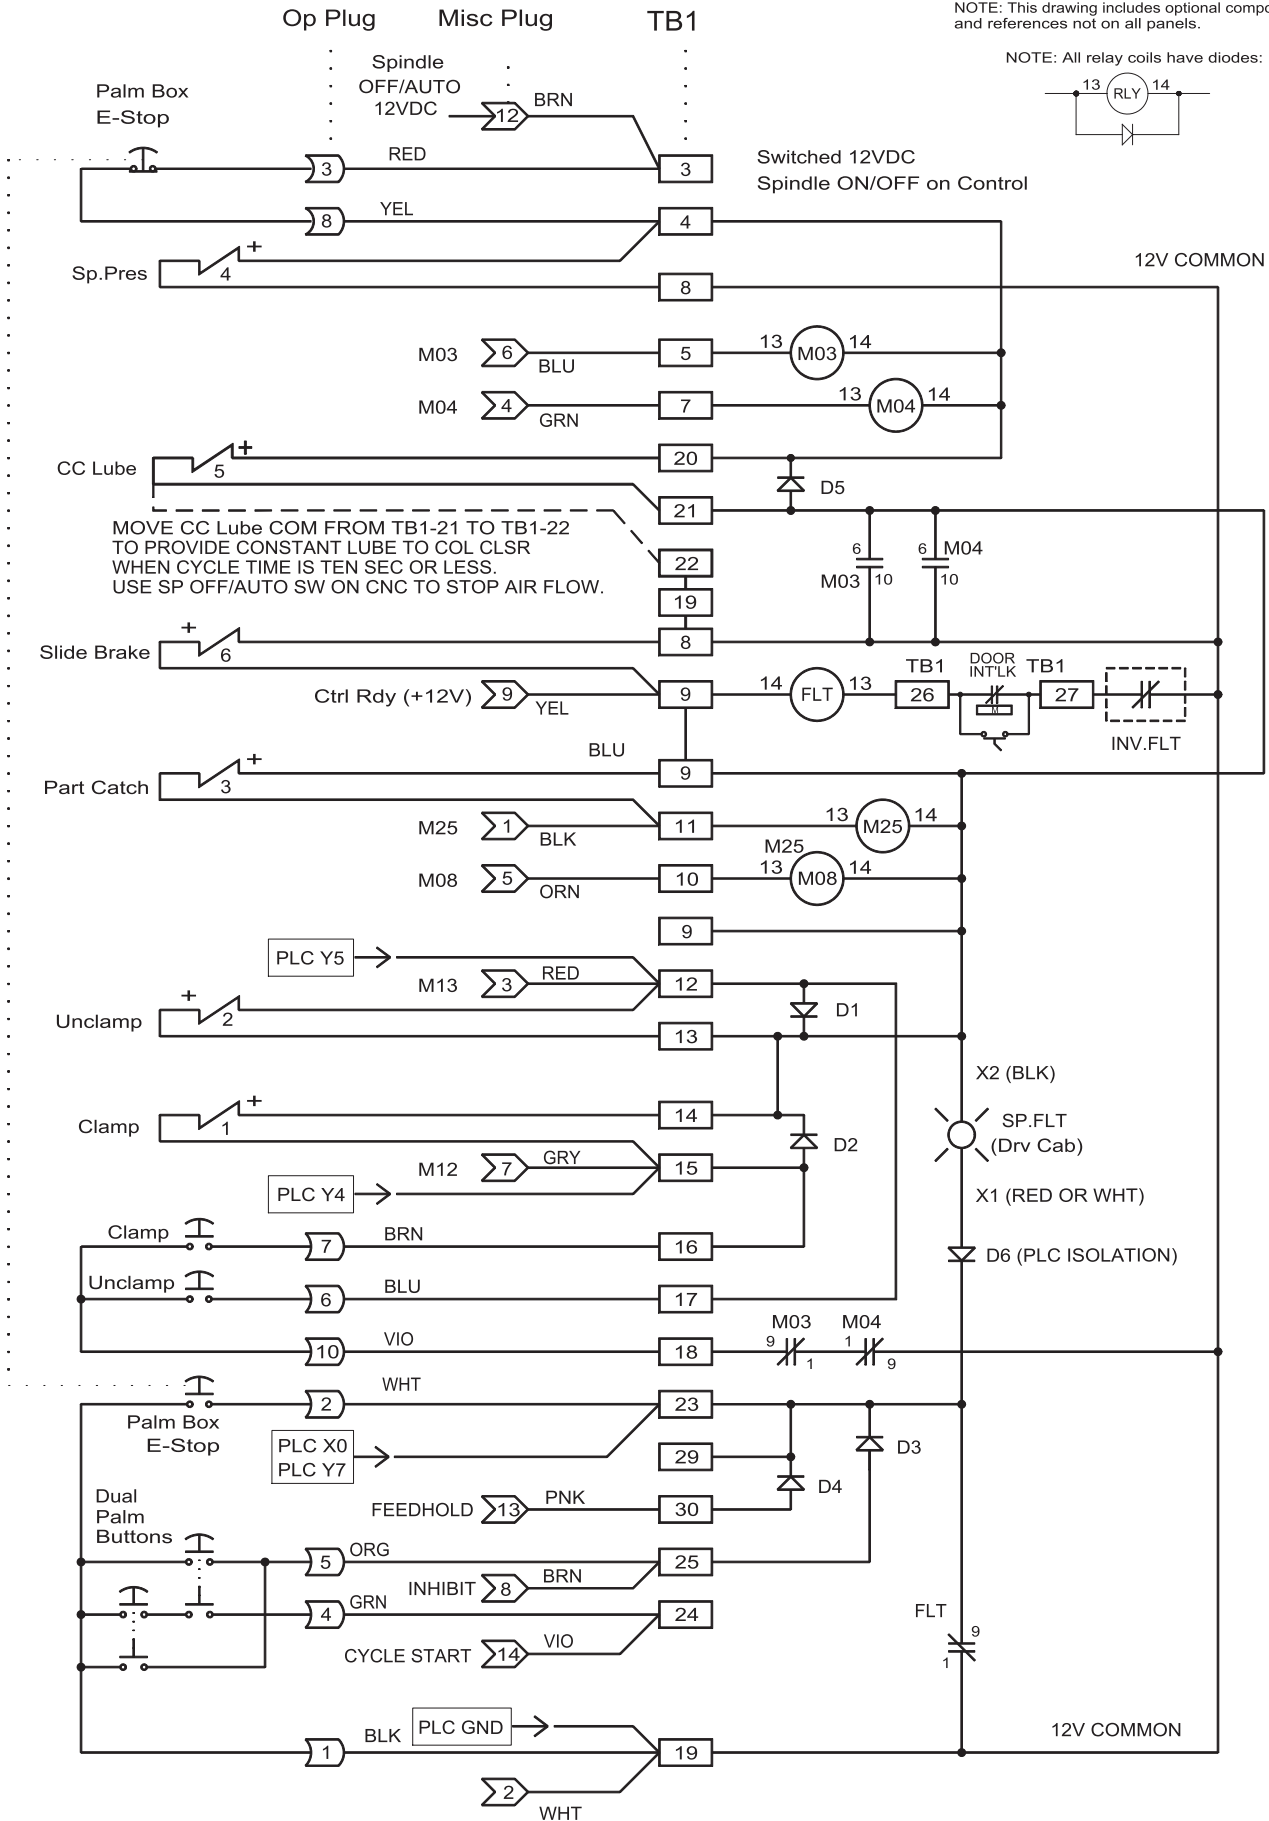 Op Plug Misc Plug TB1
NOTE: This drawing includes optional comp
and references not on all panels.
NOTE: All relay coils have diodes:
13 RLY 14
Spindle
OFF/AUTO
12VDC
12 BRN
Palm Box
E-Stop
3 RED 3
Switched 12VDC
Spindle ON/OFF on Control
8 YEL 4
12V COMMON
Sp.Pres + 4
8
M03 6 BLU 5 13 M03 14
M04 4 GRN 7 13 M04 14
CC Lube + 5 20
D5
21
MOVE CC Lube COM FROM TB1-21 TO TB1-22
TO PROVIDE CONSTANT LUBE TO COL CLSR
WHEN CYCLE TIME IS TEN SEC OR LESS.
USE SP OFF/AUTO SW ON CNC TO STOP AIR FLOW.
6 M03 10
6 M04 10
22
19
Slide Brake + 6 8
Ctrl Rdy (+12V) 9 YEL 9 14 FLT 13
TB1 26
DOOR
INT'LK
M
TB1 27
INV.FLT
Part Catch + 3 BLU 9
M25 1 BLK 11 13 M25 14
M25
M08 5 ORN 10 13 M08 14
9
PLC Y5
M13 3 RED 12
D1
Unclamp + 2
13
X2 (BLK)
Clamp + 1 14
SP.FLT
(Drv Cab)
D2
M12 7 GRY 15
PLC Y4
X1 (RED OR WHT)
Clamp 7 BRN 16
D6 (PLC ISOLATION)
Unclamp 6 BLU 17
10 VIO 18
M03 9 1
M04 1 9
2 WHT 23
Palm Box
E-Stop
PLC X0
PLC Y7
29
D3
D4
FEEDHOLD 13 PNK 30
Dual
Palm
Buttons
5 ORG 25
INHIBIT 8 BRN
4 GRN 24
CYCLE START 14 VIO
FLT 9 1
PLC GND
1 BLK 19
12V COMMON
2 WHT